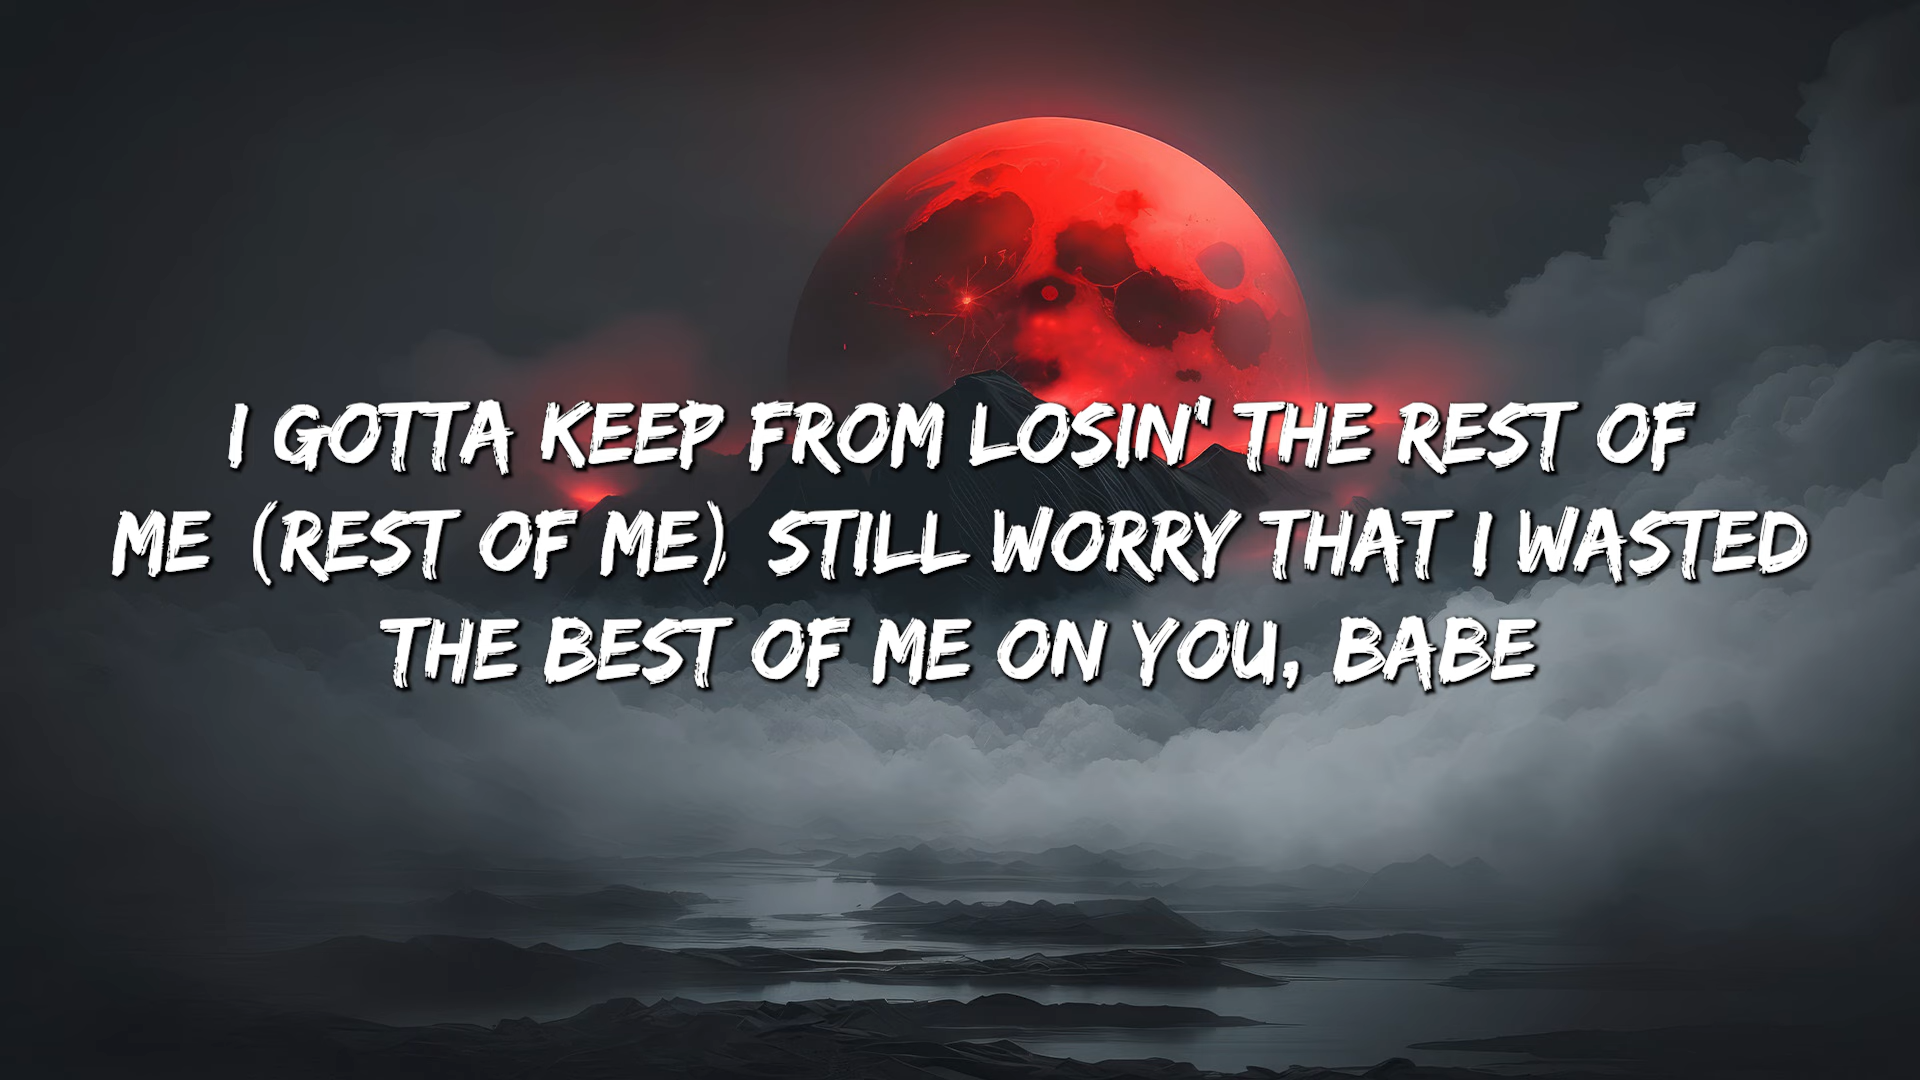 I GOTTA KEEP FROM LOSIN' THE REST OF
ME (REST OF ME) STILL WORRY THAT I WASTED
THE BEST OF ME ON YOU, BABE